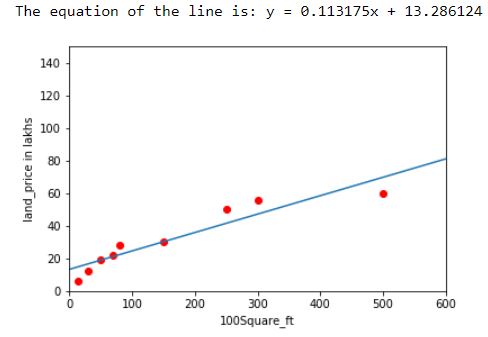 The equation of the line is: y = 0.113175x + 13.286124
140
120
100
80
60
40
20
0
land_price in lakhs
0 100 200 300 400 500 600
100Square_ft